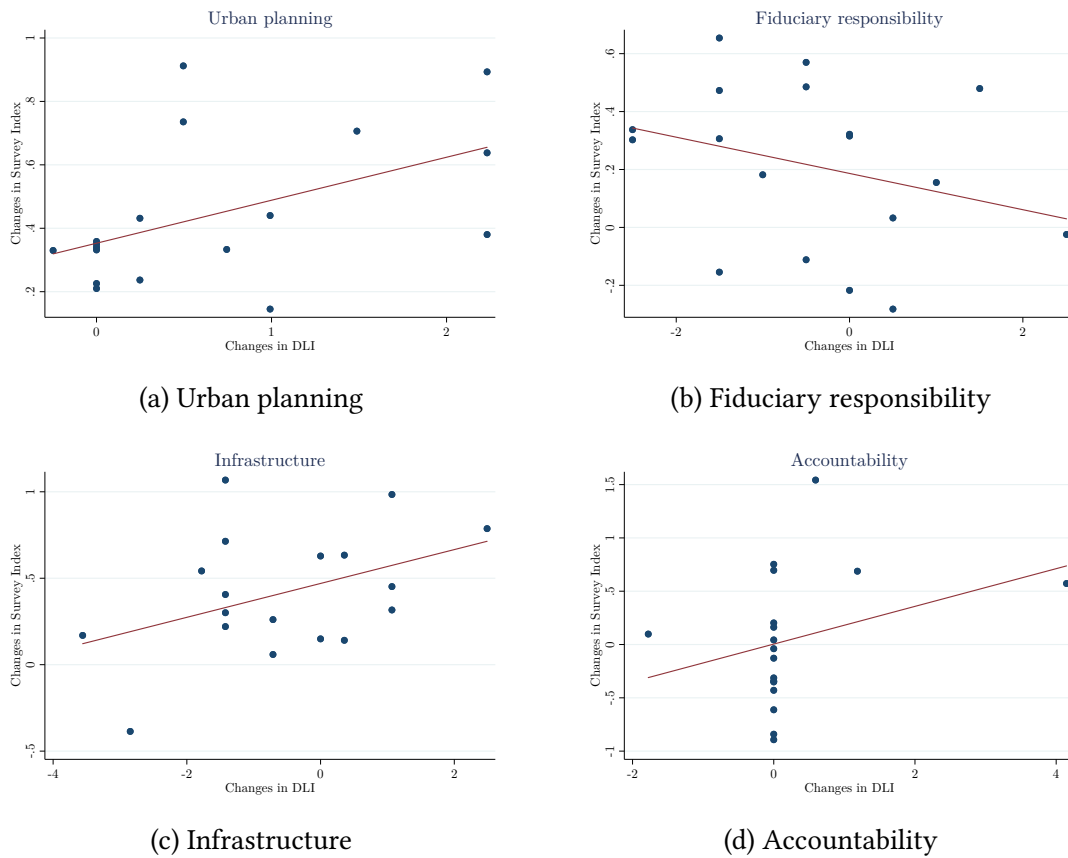 Urban planning
Changes in Survey Index
1
.8
.6
.4
.2
0
1
2
Changes in DLI
(a) Urban planning
Fiduciary responsibility
Changes in Survey Index
.6
.4
.2
0
-.2
-2
0
2
Changes in DLI
(b) Fiduciary responsibility
Infrastructure
Changes in Survey Index
1
.5
0
-.5
-4
-2
0
2
Changes in DLI
(c) Infrastructure
Accountability
Changes in Survey Index
1.5
1
.5
0
-.5
-1
-2
0
2
4
Changes in DLI
(d) Accountability